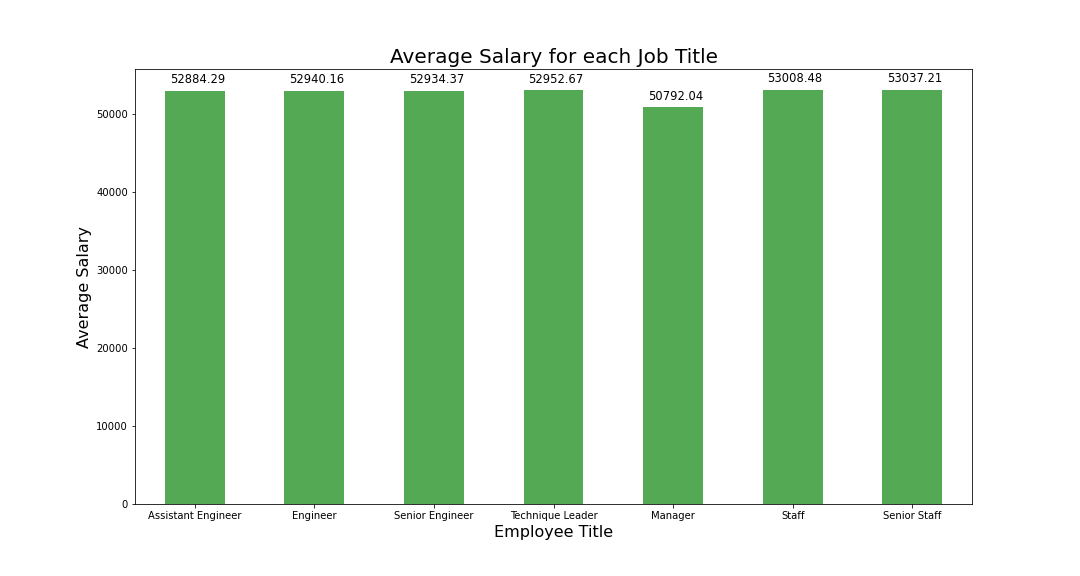 Average Salary for each Job Title
52884.29
52940.16
52934.37
52952.67
50792.04
53008.48
53037.21
50000
40000
30000
20000
10000
0
Average Salary
Assistant Engineer
Engineer
Senior Engineer
Technique Leader
Manager
Staff
Senior Staff
Employee Title